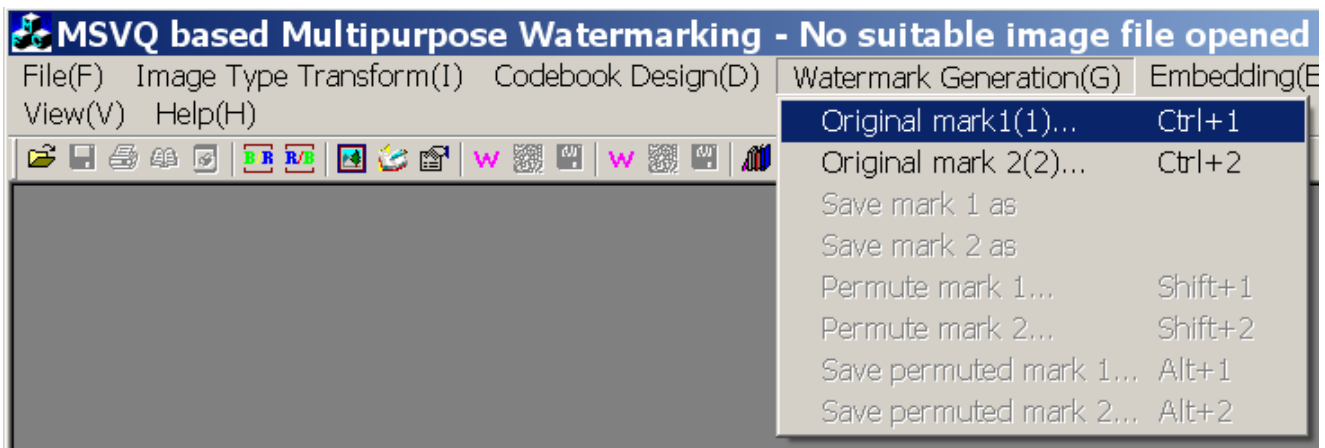 MSVQ based Multipurpose Watermarking - No suitable image file opened
File(F) Image Type Transform(I) Codebook Design(D) Watermark Generation(G) Embedding(E
View(V) Help(H)
B R R/B W W W W
Original mark1(1)... Ctrl+1
Original mark 2(2)... Ctrl+2
Save mark 1 as
Save mark 2 as
Permute mark 1... Shift+1
Permute mark 2... Shift+2
Save permuted mark 1... Alt+1
Save permuted mark 2... Alt+2